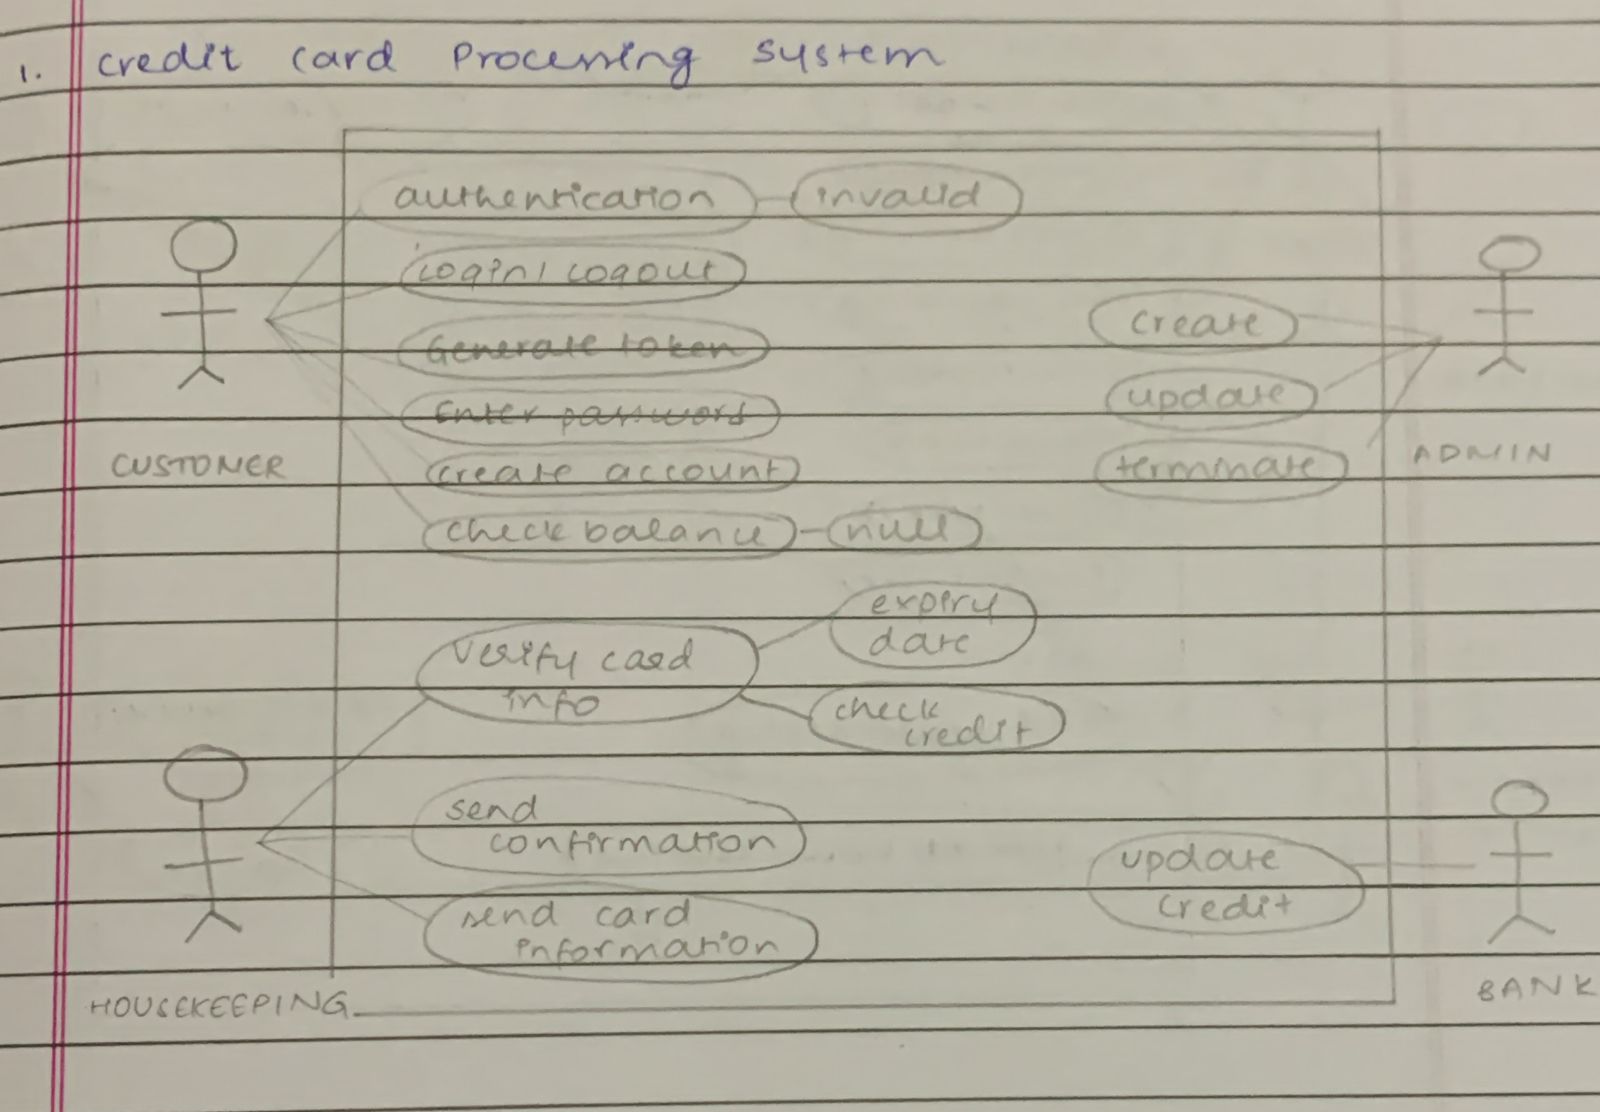 1. Credit Card Processing System
authentication
invalid
login/logout
Generate token
Enter password
create account
check balance
null
CUSTOMER
create
update
terminate
ADMIN
verify card
info
expiry
date
check
credit
send
confirmation
send card
information
HOUSEKEEPING
update
credit
BANK